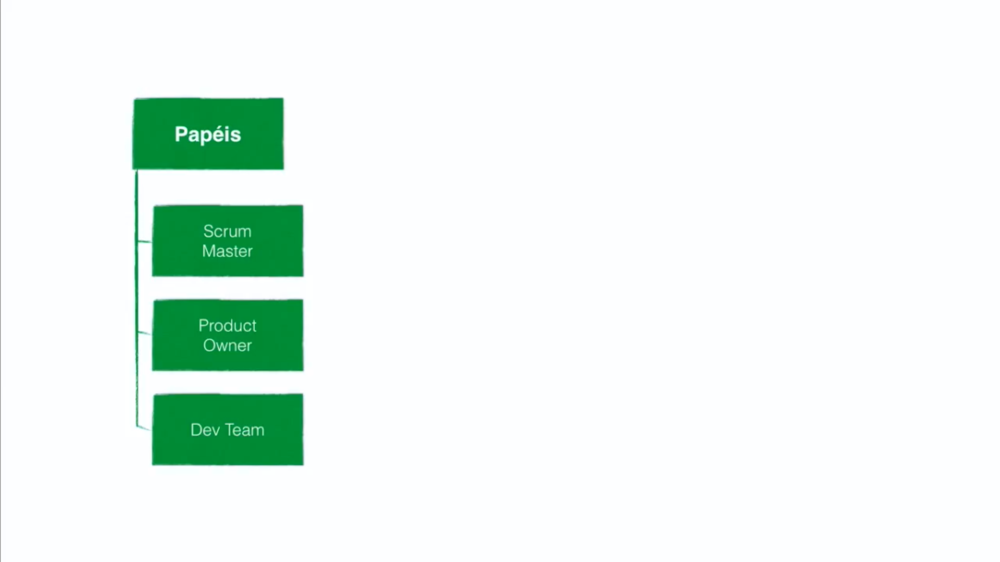 Papéis
Scrum
Master
Product
Owner
Dev Team